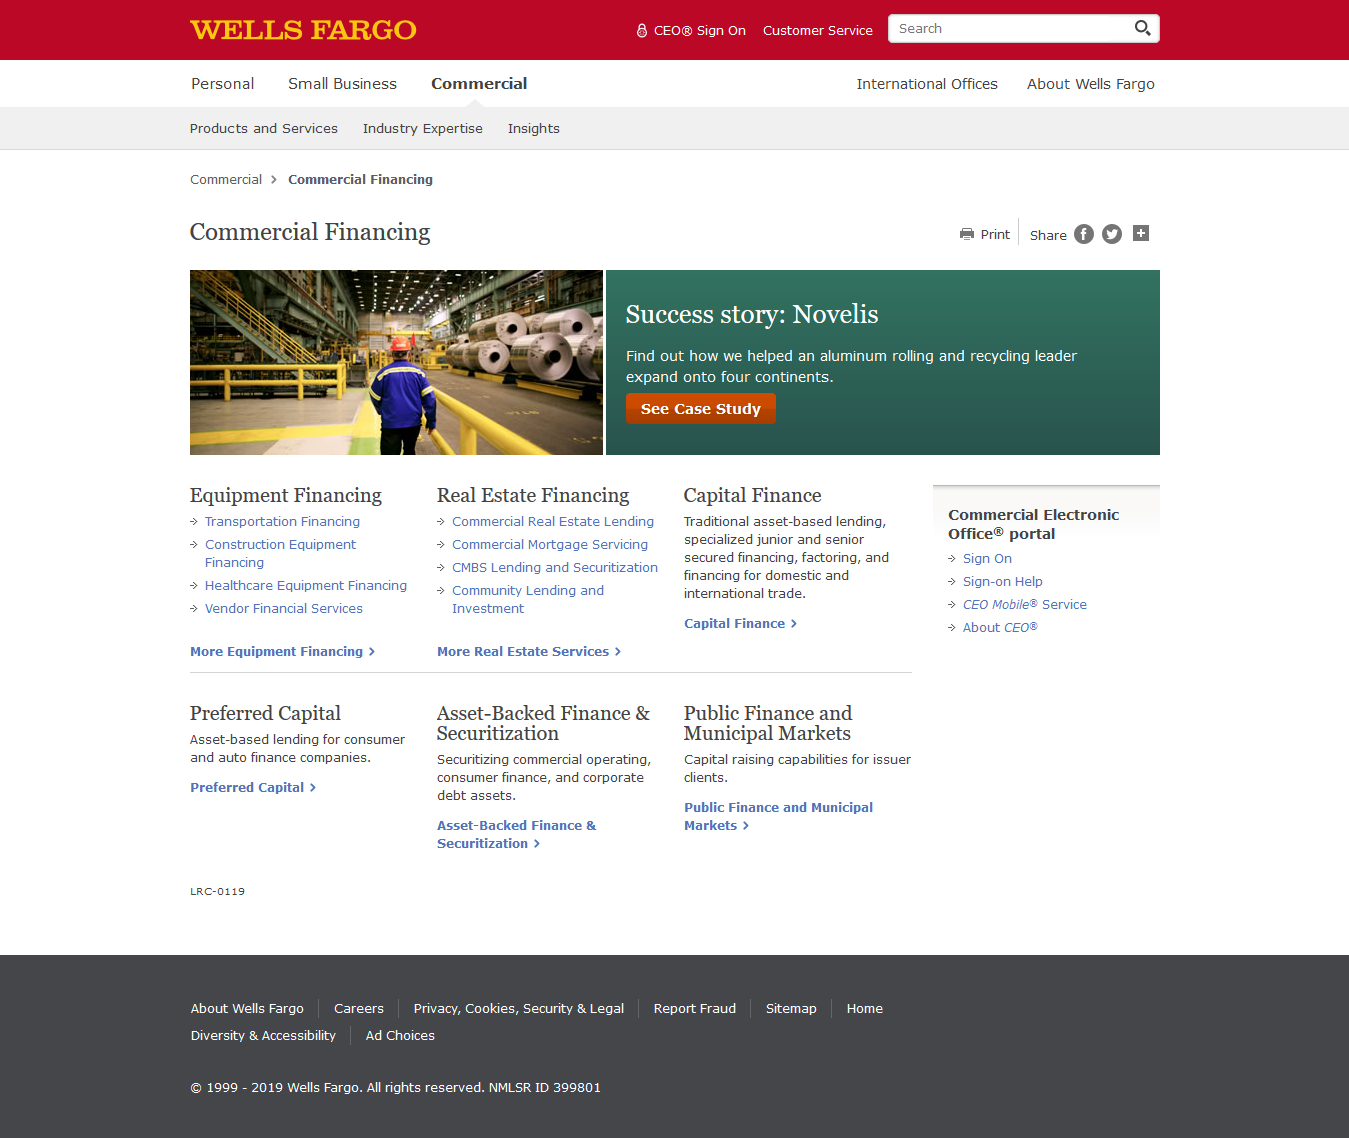 WELLS FARGO
CEO® Sign On
Customer Service
Search
Personal
Small Business
Commercial
International Offices
About Wells Fargo
Products and Services
Industry Expertise
Insights
Commercial
Commercial Financing
Commercial Financing
Print
Share
Success story: Novelis
Find out how we helped an aluminum rolling and recycling leader
expand onto four continents.
See Case Study
Equipment Financing
Transportation Financing
Construction Equipment
Financing
Healthcare Equipment Financing
Vendor Financial Services
More Equipment Financing
Real Estate Financing
Commercial Real Estate Lending
Commercial Mortgage Servicing
CMBS Lending and Securitization
Community Lending and
Investment
More Real Estate Services
Capital Finance
Traditional asset-based lending,
specialized junior and senior
secured financing, factoring, and
financing for domestic and
international trade.
Capital Finance
Commercial Electronic
Office® portal
Sign On
Sign-on Help
CEO Mobile® Service
About CEO®
Preferred Capital
Asset-based lending for consumer
and auto finance companies.
Preferred Capital
Asset-Backed Finance &
Securitization
Securitizing commercial operating,
consumer finance, and corporate
debt assets.
Asset-Backed Finance &
Securitization
Public Finance and
Municipal Markets
Capital raising capabilities for issuer
clients.
Public Finance and Municipal
Markets
LRC-0119
About Wells Fargo
Careers
Privacy, Cookies, Security & Legal
Report Fraud
Sitemap
Home
Diversity & Accessibility
Ad Choices
© 1999 - 2019 Wells Fargo. All rights reserved. NMLSR ID 399801